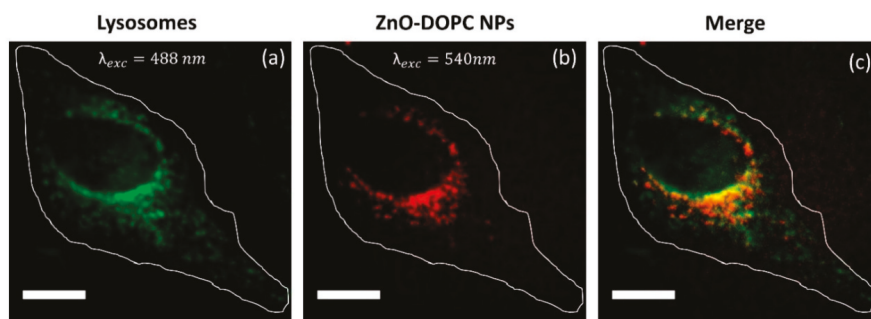 Lysosomes
ZnO-DOPC NPs
Merge
λexc = 488 nm
(a)
λexc = 540nm
(b)
(c)